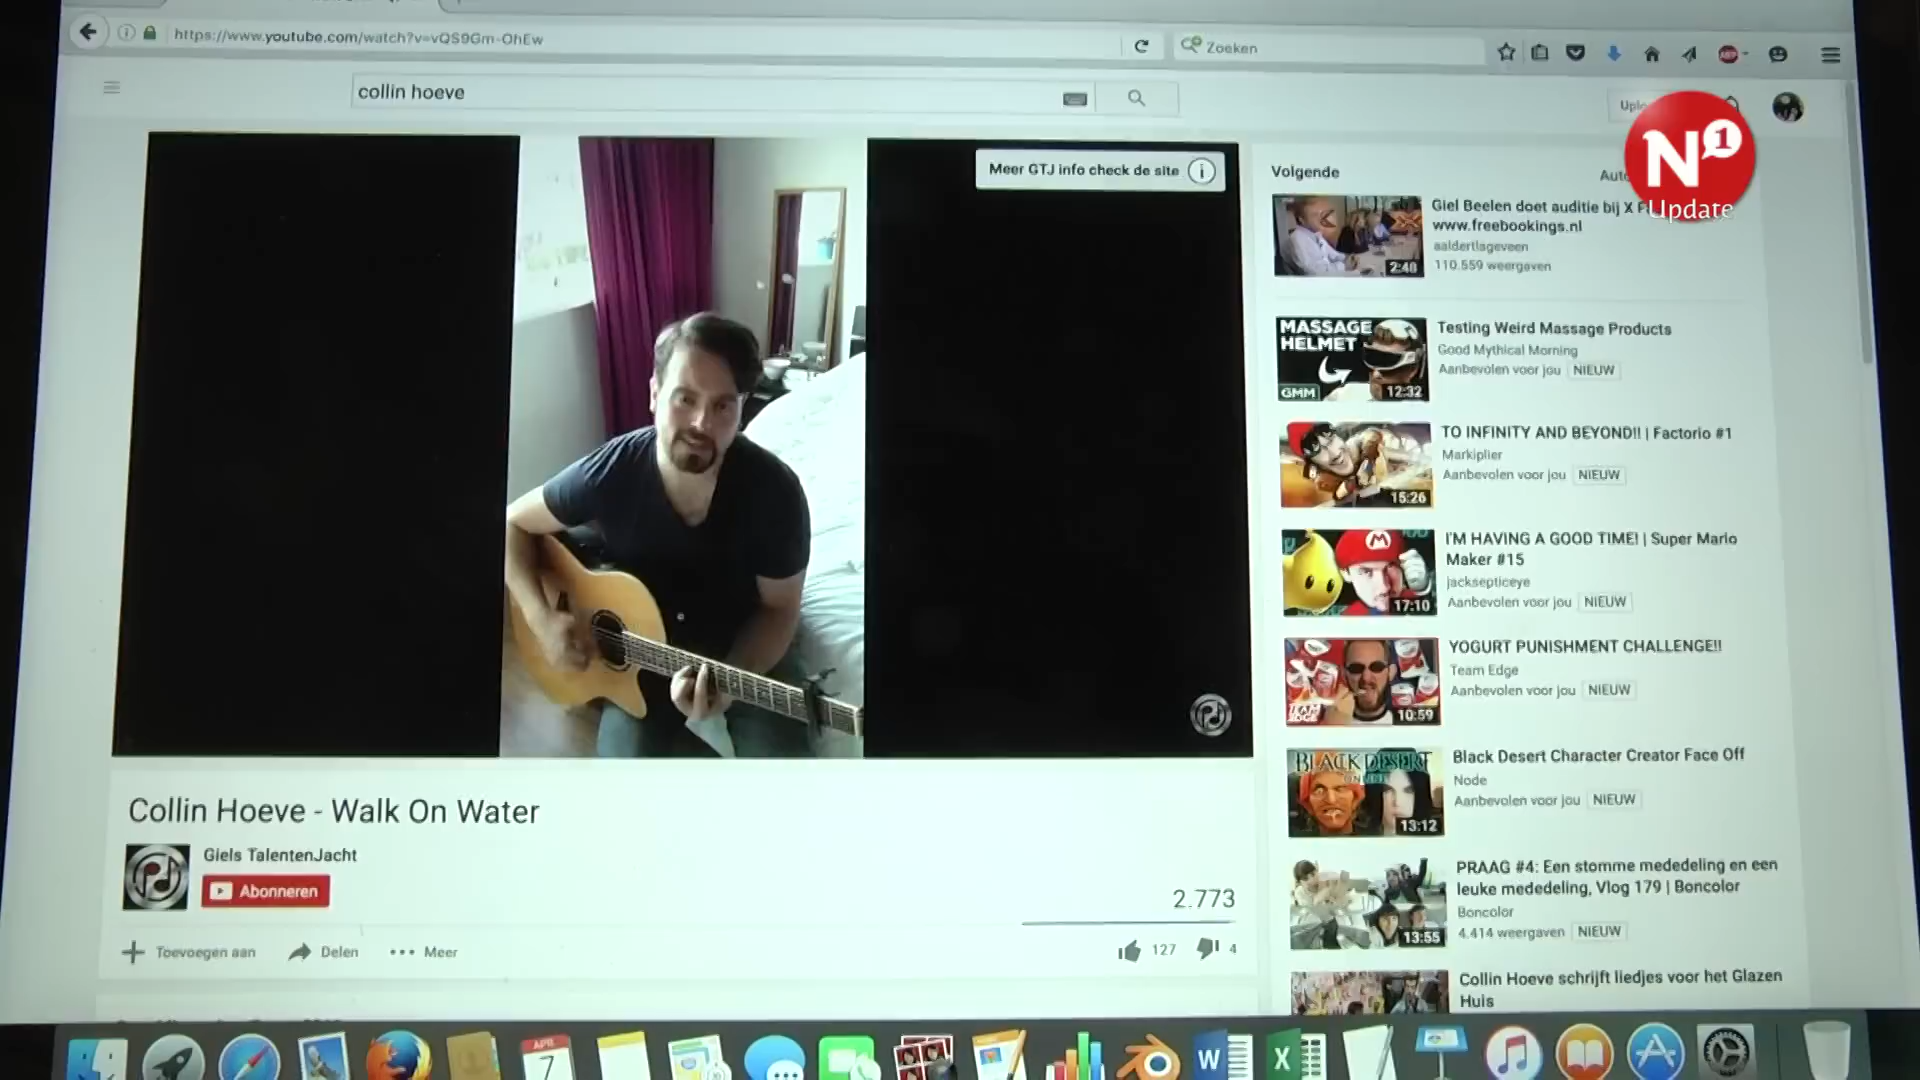 https://www.youtube.com/watch?v=vQS9Gm-OhEw
Zoeken
ABP
collin hoeve
N1
Update
Meer GTJ info check de site
Volgende
Giel Beelen doet auditie bij X
www.freebookings.nl
aaldertlageveen
110.559 weergaven
2:40
MASSAGE
HELMET
GMM
12:32
Testing Weird Massage Products
Good Mythical Morning
Aanbevolen voor jou NIEUW
TO INFINITY AND BEYOND!! | Factorio #1
Markiplier
Aanbevolen voor jou NIEUW
15:26
I'M HAVING A GOOD TIME! | Super Mario
Maker #15
jacksepticeye
Aanbevolen voor jou NIEUW
17:10
YOGURT PUNISHMENT CHALLENGE!!
Team Edge
Aanbevolen voor jou NIEUW
TEAM
EDGE
10:59
Black Desert Character Creator Face Off
Node
Aanbevolen voor jou NIEUW
BLACK DESERT
ONLINE
13:12
PRAAG #4: Een stomme mededeling en een
leuke mededeling, Vlog 179 | Boncolor
Boncolor
4.414 weergaven NIEUW
13:55
Collin Hoeve schrijft liedjes voor het Glazen
Huis
Collin Hoeve - Walk On Water
Giels TalentenJacht
Abonneren
2.773
Toevoegen aan Delen Meer
127 4
APR.
7
W
X